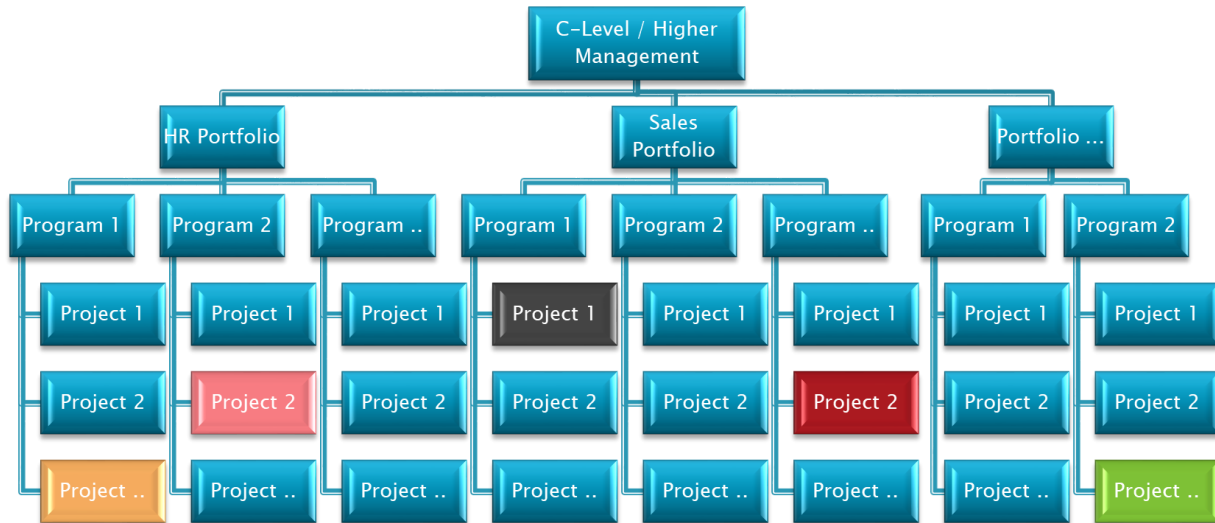 C-Level / Higher
Management
HR Portfolio
Sales
Portfolio
Portfolio ...
Program 1
Program 2
Program ..
Program 1
Program 2
Program ..
Program 1
Program 2
Project 1
Project 1
Project 1
Project 1
Project 1
Project 1
Project 1
Project 1
Project 2
Project 2
Project 2
Project 2
Project 2
Project 2
Project 2
Project 2
Project ..
Project ..
Project ..
Project ..
Project ..
Project ..
Project ..
Project ..